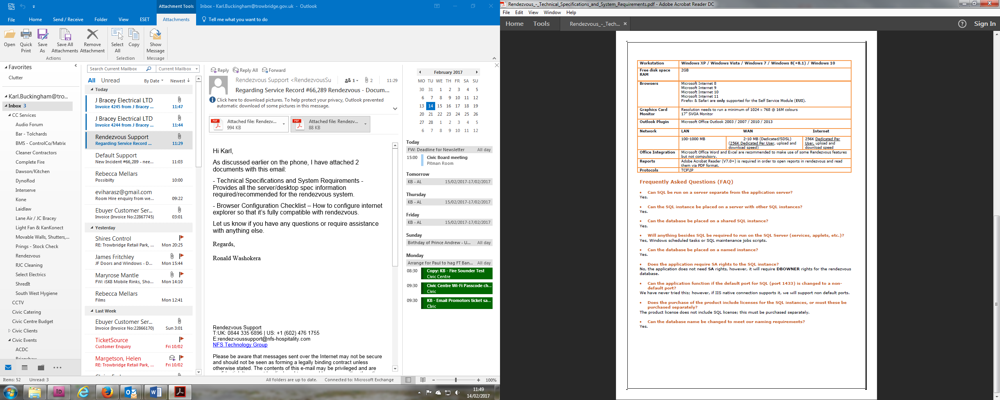 Attachment Tools
Inbox - Karl.Buckingham@trowbridge.gov.uk - Outlook
File Home Send / Receive Folder View ESET Attachments Tell me what you want to do
Open
Quick Print
Save As
Save All Attachments
Remove Attachment
Select All
Copy
Show Message
Actions Selection Message
Favorites
Clutter
Karl.Buckingham@tro...
Inbox 3
CC Services
Audio Forum
Bar - Tolchards
BMS - ControlCo/Matrix
Cleaner Contractors
Complete Fire
Dawson/Kitchen
DynoRod
Interserve
Kone
Laidlaw
Lane Air / JC Bracey
Light Fan & KanKonect
Movable Walls, Shutters,...
Prings - Stock Check
Rendezvous
RJC Cleaning
Select Electrics
ShredIt
South West Hygiene
CCTV
Civic Catering
Civic Centre Budget
Civic Clients
Civic Events
ACDC
Search Current Mailbox Current Mailbox
All Unread By Date Newest
Today
J Bracey Electrical LTD
Invoice 4245 from J Bracey ... 11:47
J Bracey Electrical LTD
Invoice 4244 from J Bracey ... 11:44
Rendezvous Support
Regarding Service Record ... 11:29
Default Support
New Incident #66,289 - nee... 11:03
Rebecca Mellars
Possibilty 10:00
eviharasz@gmail.com
Room Hire enquiry from we... 09:22
Ebuyer Customer Ser...
Invoice (Invoice No:22867745) 03:01
Yesterday
Shires Control
RE: Trowbridge Retail Park, ... Mon 20:25
James Fritchley
JF Doors and Windows - D... Mon 15:44
Maryrose Mantle
FW: iSK8 Mobile Rinks, Sho... Mon 14:10
Rebecca Mellars
Films Mon 12:41
Last Week
Ebuyer Customer Ser...
Invoice (Invoice No:22866170) Sun 3:01
TicketSource
Customer Enquiry Fri 10/02
Margetson, Helen
RE: Trowbridge Retail Park, ... Fri 10/02
Reply Reply All Forward
Rendezvous Support <RendezvousSu 1 2 11:29
Regarding Service Record #66,289 Rendezvous - Docum...
Click here to download pictures. To help protect your privacy, Outlook prevented
automatic download of some pictures in this message.
Attached file: Rendezv...
994 KB
Attached file: Rendezv...
88 KB
Hi Karl,
As discussed earlier on the phone, I have attached 2
documents with this email:
- Technical Specifications and System Requirements -
Provides all the server/desktop spec information
required/recommended for the rendezvous system.
- Browser Configuration Checklist – How to configure internet
explorer so that it's fully compatible with rendezvous.
Let us know if you have any questions or require assistance
with anything else.
Regards,
Ronald Washokera
Rendezvous Support
T:UK: 0844 335 6896 | US: +1 (602) 476 1755
E:rendezvoussupport@nfs-hospitality.com
NFS Technology Group
Please be aware that messages sent over the Internet may not be secure
and should not be seen as forming a legally binding contract unless
otherwise stated. The contents of this e-mail may be privileged and are
February 2017
MO TU WE TH FR SA SU
30 31 1 2 3 4 5
6 7 8 9 10 11 12
13 14 15 16 17 18 19
20 21 22 23 24 25 26
27 28 1 2 3 4 5
6 7 8 9 10 11 12
Today
FW: Deadline for Newsletter All day
15:00 Civic Board meeting
Pitman Room
Tomorrow
KB - AL 15/02/2017-17/02/2017
Thursday
KB - AL 15/02/2017-17/02/2017
Friday
KB - AL 15/02/2017-17/02/2017
Sunday
Birthday of Prince Andrew - U... All day
Monday
Arrange for Paul to hag FT Ban... All day
08:30 Copy: KB - Fire Sounder Test
Civic Centre
09:30 Civic Centre Wi-Fi Passcode ch...
Civic
09:30 KB - Email Promotors ticket sa...
CIvic
Items: 52 Unread: 3 All folders are up to date. Connected to: Microsoft Exchange 100%
11:49
14/02/2017
Rendezvous_-_Technical_Specifications_and_System_Requirements.pdf - Adobe Acrobat Reader DC
File Edit View Window Help
Home Tools Rendezvous_-_Tech... Sign In
Workstation Windows XP / Windows Vista / Windows 7 / Windows 8(+8.1) / Windows 10
Free disk space 2GB
RAM
Browsers Microsoft Internet 8
Microsoft Internet 9
Microsoft Internet 10
Microsoft Internet 11
Firefox & Safari are only supported for the Self Service Module (EUI).
Graphics Card Resolution needs to run a minimum of 1024 x 768 @ 16M colours
Monitor 17" SVGA Monitor
Outlook Plugin Microsoft Office Outlook 2003 / 2007 / 2010 / 2013
Network LAN WAN Internet
100-1000 MB 2-10 MB (Dedicated/SDSL) 256K Dedicated Per
(256K Dedicated Per User, upload and User, upload and
download speed) download speed
Office Integration Microsoft Office Word and Excel are recommended to make use of some Rendezvous features
but not compulsory.
Reports Adobe Acrobat Reader (V7.0+) is required in order to open reports in rendezvous and read
them via PDF format.
Protocols TCP\IP
Frequently Asked Questions (FAQ)
• Can SQL be run on a server separate from the application server?
Yes.
• Can the SQL instance be placed on a server with other SQL instances?
Yes.
• Can the database be placed on a shared SQL instance?
Yes.
• Will anything besides SQL be required to run on the SQL Server (services, applets, etc.)?
Yes, Windows scheduled tasks or SQL maintenance jobs scripts.
• Can the database be placed on a named instance?
Yes.
• Does the application require SA rights to the SQL instance?
No, the application does not need SA rights, however, it will require DBOWNER rights for the rendezvous
database.
• Can the application function if the default port for SQL (port 1433) is changed to a non-
default port?
We have never tried this; however, if IIS native connection supports it, we will support non default ports.
• Does the purchase of the product include licenses for the SQL instances, or must these be
purchased separately?
The product license does not include SQL license; this must be purchased separately.
• Can the database name be changed to meet our naming requirements?
Yes.